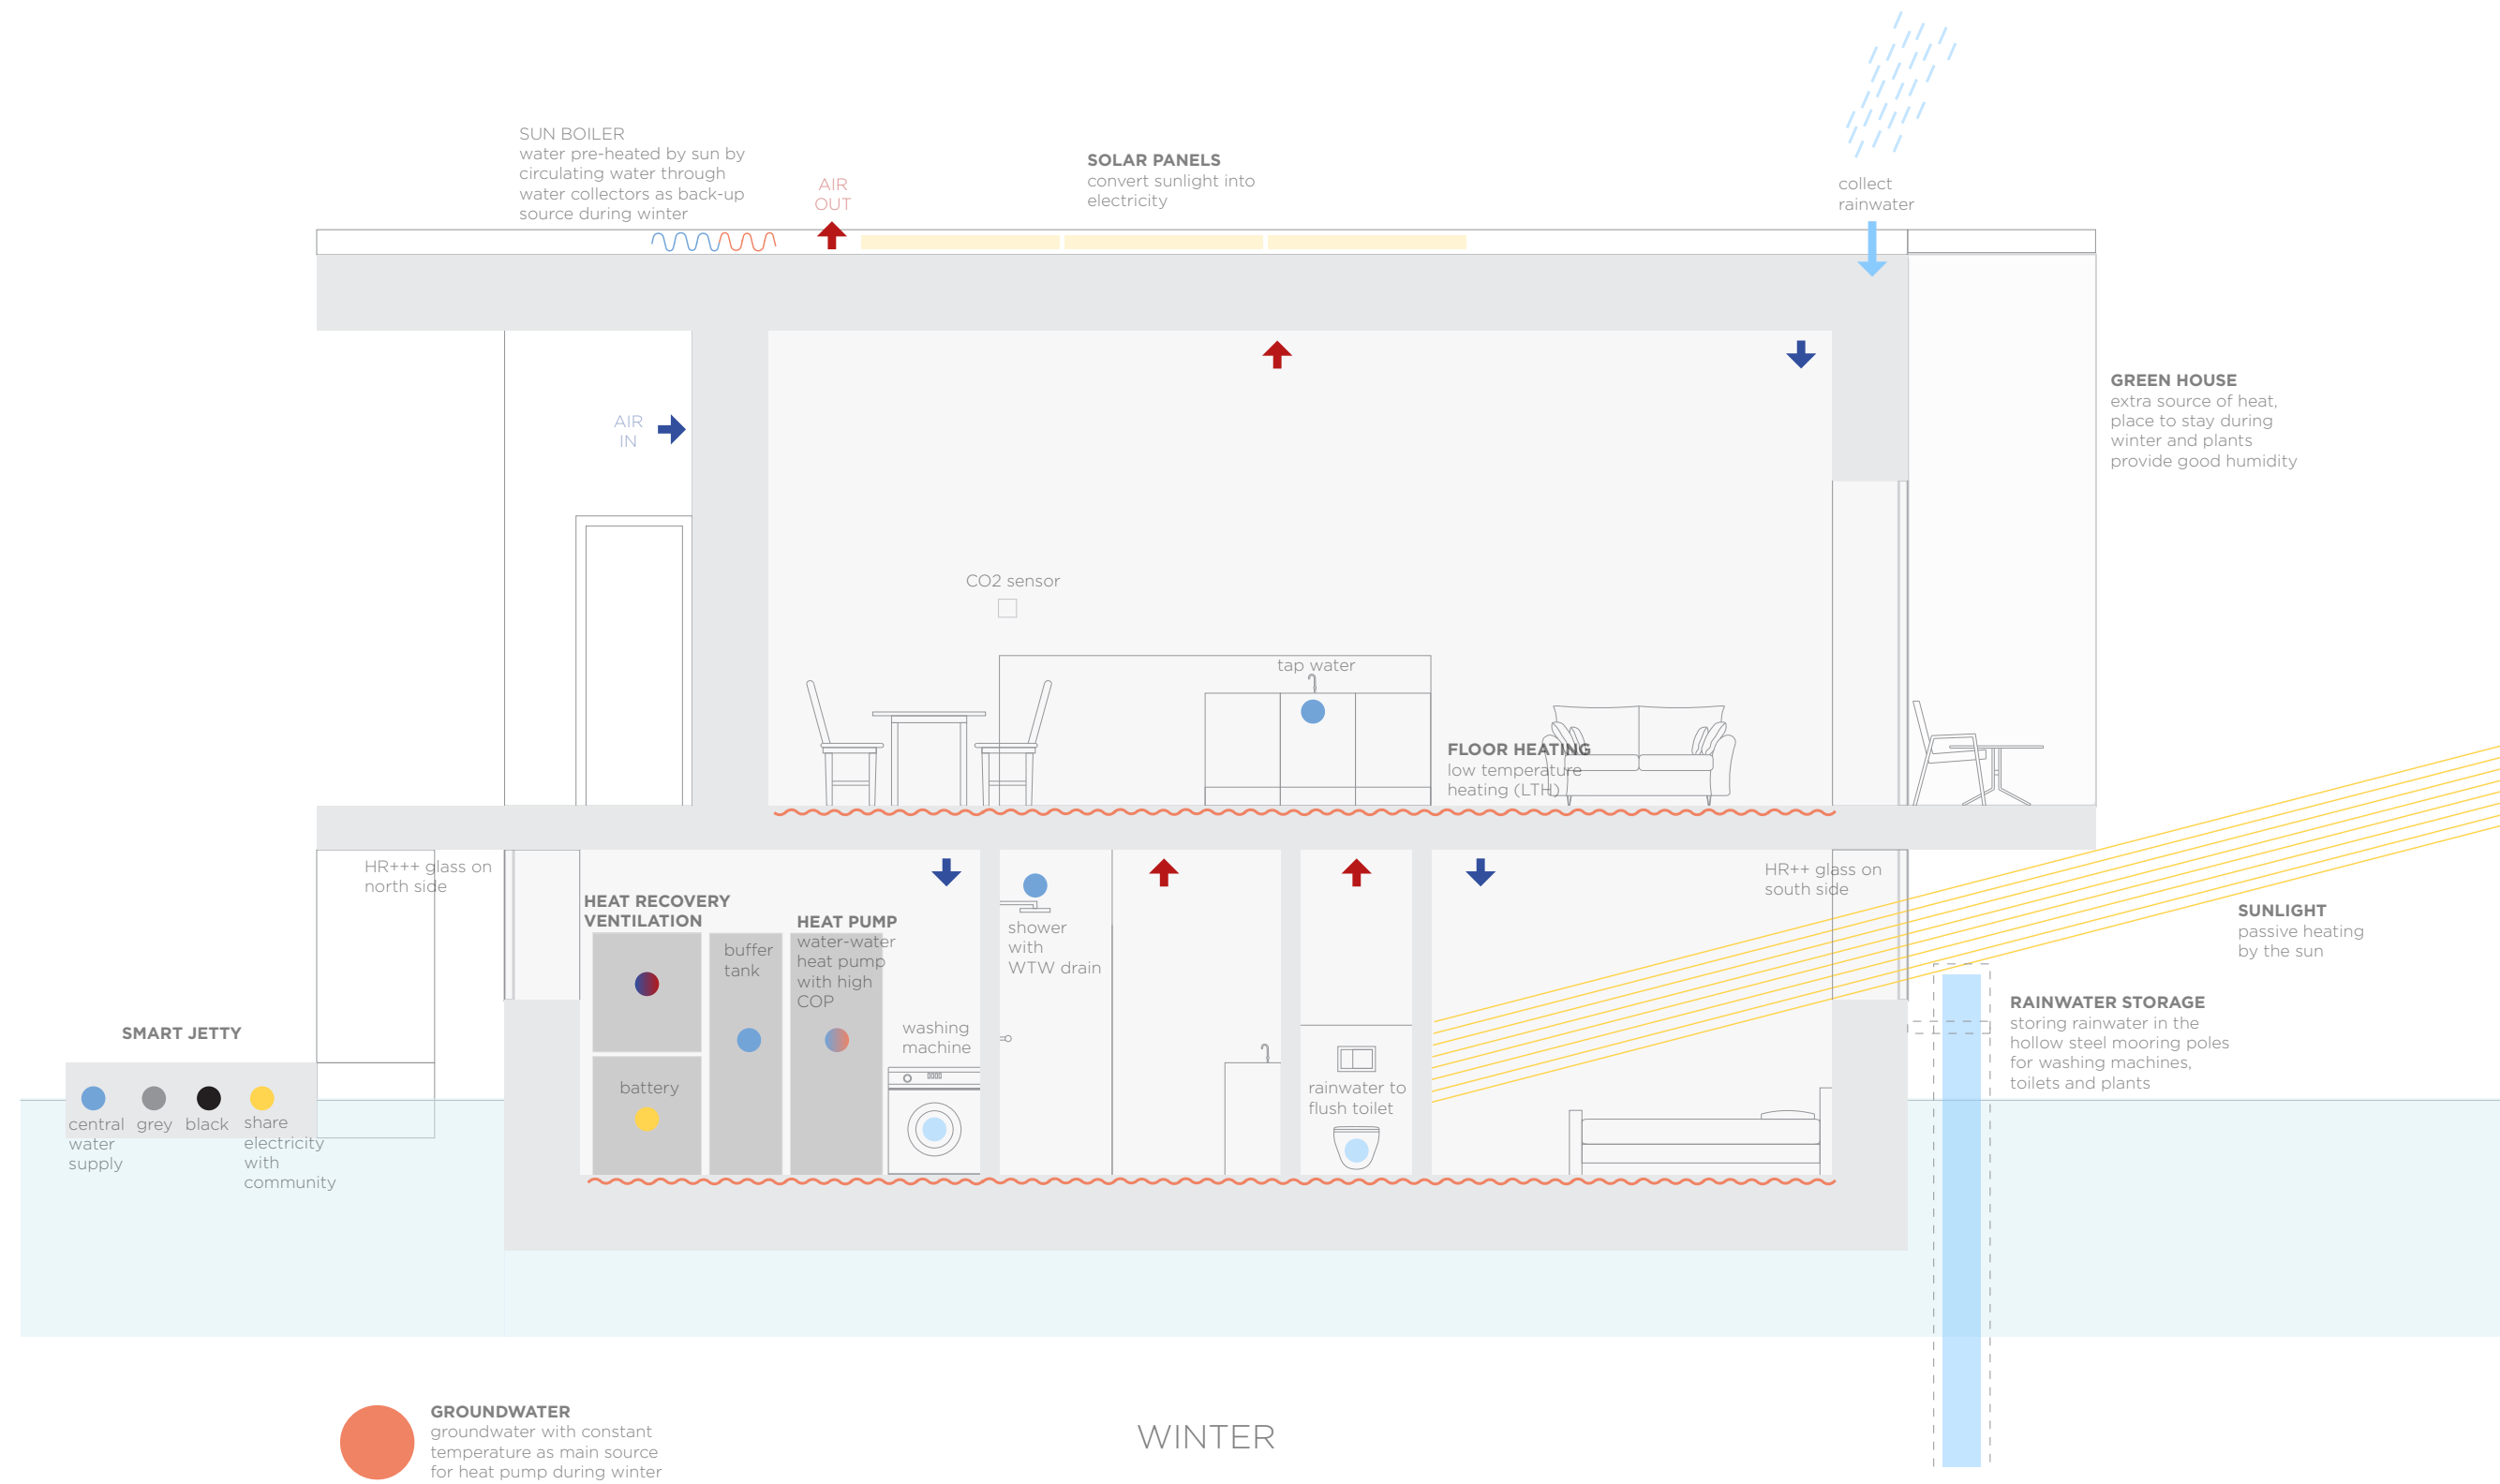 SUN BOILER
water pre-heated by sun by
circulating water through
water collectors as back-up
source during winter
AIR
OUT
SOLAR PANELS
convert sunlight into
electricity
collect
rainwater
AIR
IN
GREEN HOUSE
extra source of heat,
place to stay during
winter and plants
provide good humidity
CO2 sensor
tap water
FLOOR HEATING
low temperature
heating (LTH)
HR+++ glass on
north side
HEAT RECOVERY
VENTILATION
buffer
tank
HEAT PUMP
water-water
heat pump
with high
COP
battery
washing
machine
shower
with
WTW drain
rainwater to
flush toilet
HR++ glass on
south side
SUNLIGHT
passive heating
by the sun
RAINWATER STORAGE
storing rainwater in the
hollow steel mooring poles
for washing machines,
toilets and plants
SMART JETTY
central
water
supply
grey
black
share
electricity
with
community
GROUNDWATER
groundwater with constant
temperature as main source
for heat pump during winter
WINTER